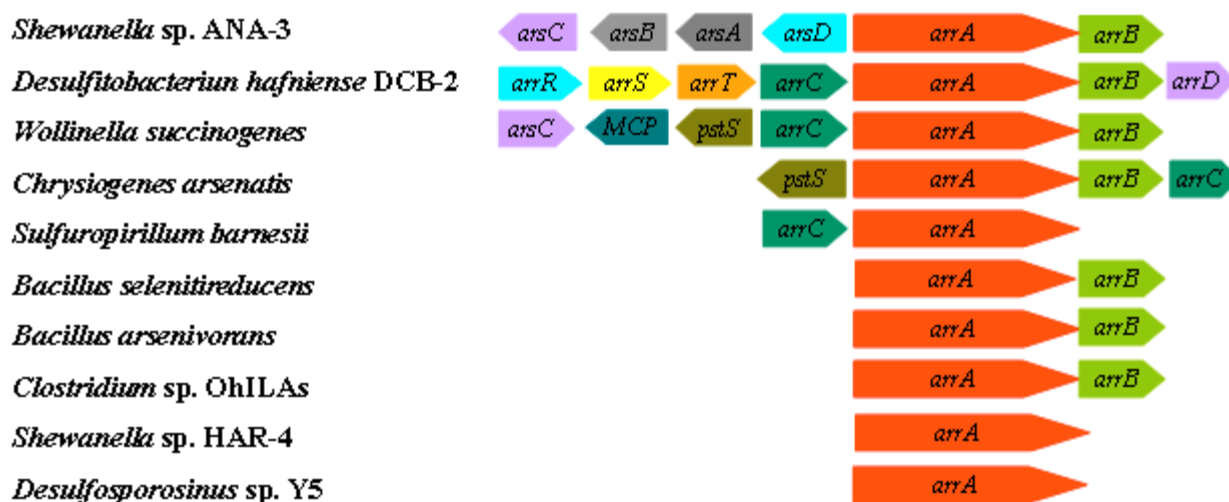 Shewanella sp. ANA-3 arsC arsB arsA arsD arrA arrB
Desulfitobacteriun hafniense DCB-2 arrR arrS arrT arrC arrA arrB arrD
Wollinella succinogenes arsC MCP pstS arrC arrA arrB
Chrysiogenes arsenatis pstS arrA arrB arrC
Sulfuropirillum barnesii arrC arrA
Bacillus selenitireducens arrA arrB
Bacillus arsenivorans arrA arrB
Clostridium sp. OhILAs arrA arrB
Shewanella sp. HAR-4 arrA
Desulfosporosinus sp. Y5 arrA